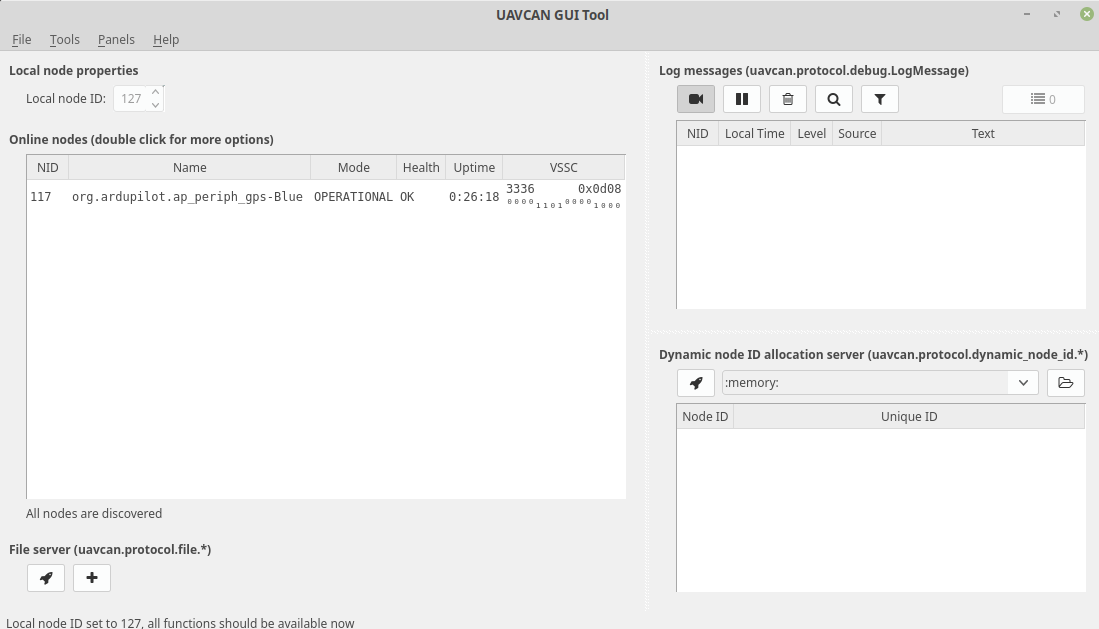 UAVCAN GUI Tool
File Tools Panels Help
Local node properties
Local node ID: 127
Online nodes (double click for more options)
NID Name Mode Health Uptime VSSC
117 org.ardupilot.ap_periph_gps-Blue OPERATIONAL OK 0:26:18 3336 0x0d08
0000110100001000
All nodes are discovered
File server (uavcan.protocol.file.*)
Log messages (uavcan.protocol.debug.LogMessage)
0
NID Local Time Level Source Text
Dynamic node ID allocation server (uavcan.protocol.dynamic_node_id.*)
:memory:
Node ID Unique ID
Local node ID set to 127, all functions should be available now